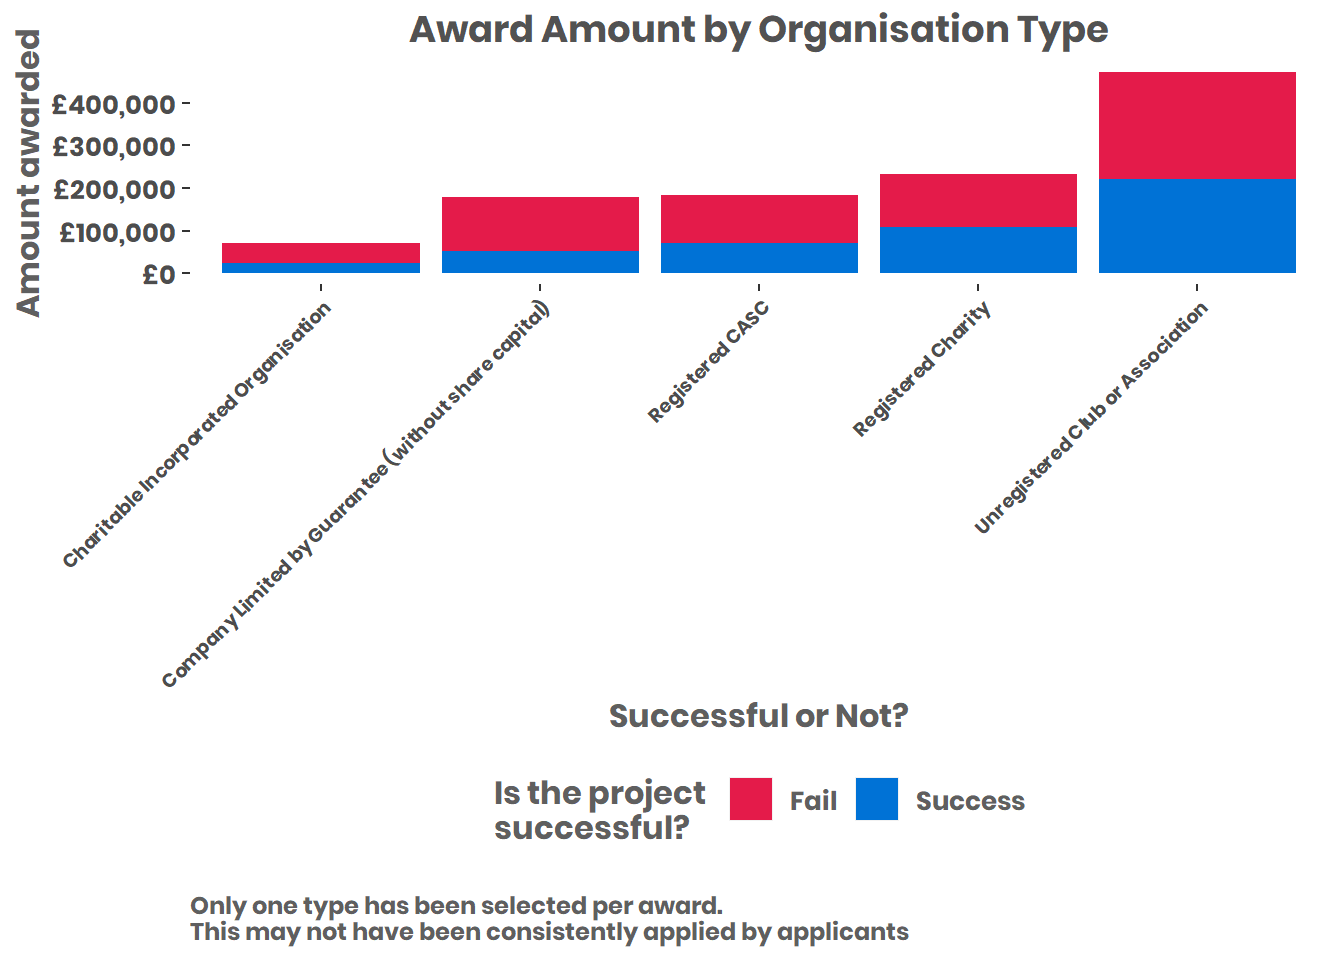 Award Amount by Organisation Type
Amount awarded
£400,000
£300,000
£200,000
£100,000
£0
Charitable Incorporated Organisation
Company Limited by Guarantee (without share capital)
Registered CASC
Registered Charity
Unregistered Club or Association
Successful or Not?
Is the project
successful?
Fail
Success
Only one type has been selected per award.
This may not have been consistently applied by applicants